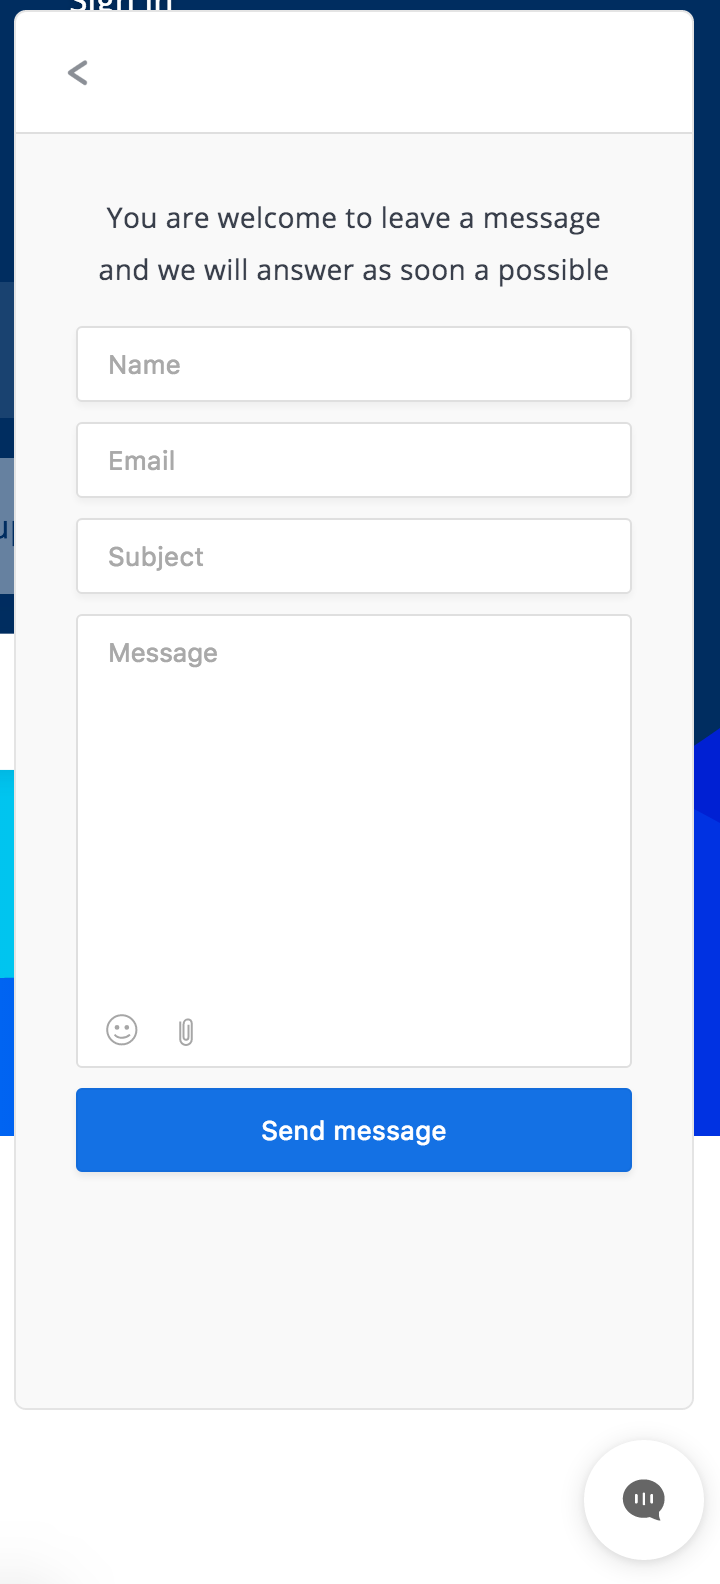 Sign in
You are welcome to leave a message
and we will answer as soon a possible
Name
Email
Subject
up
Message
Send message